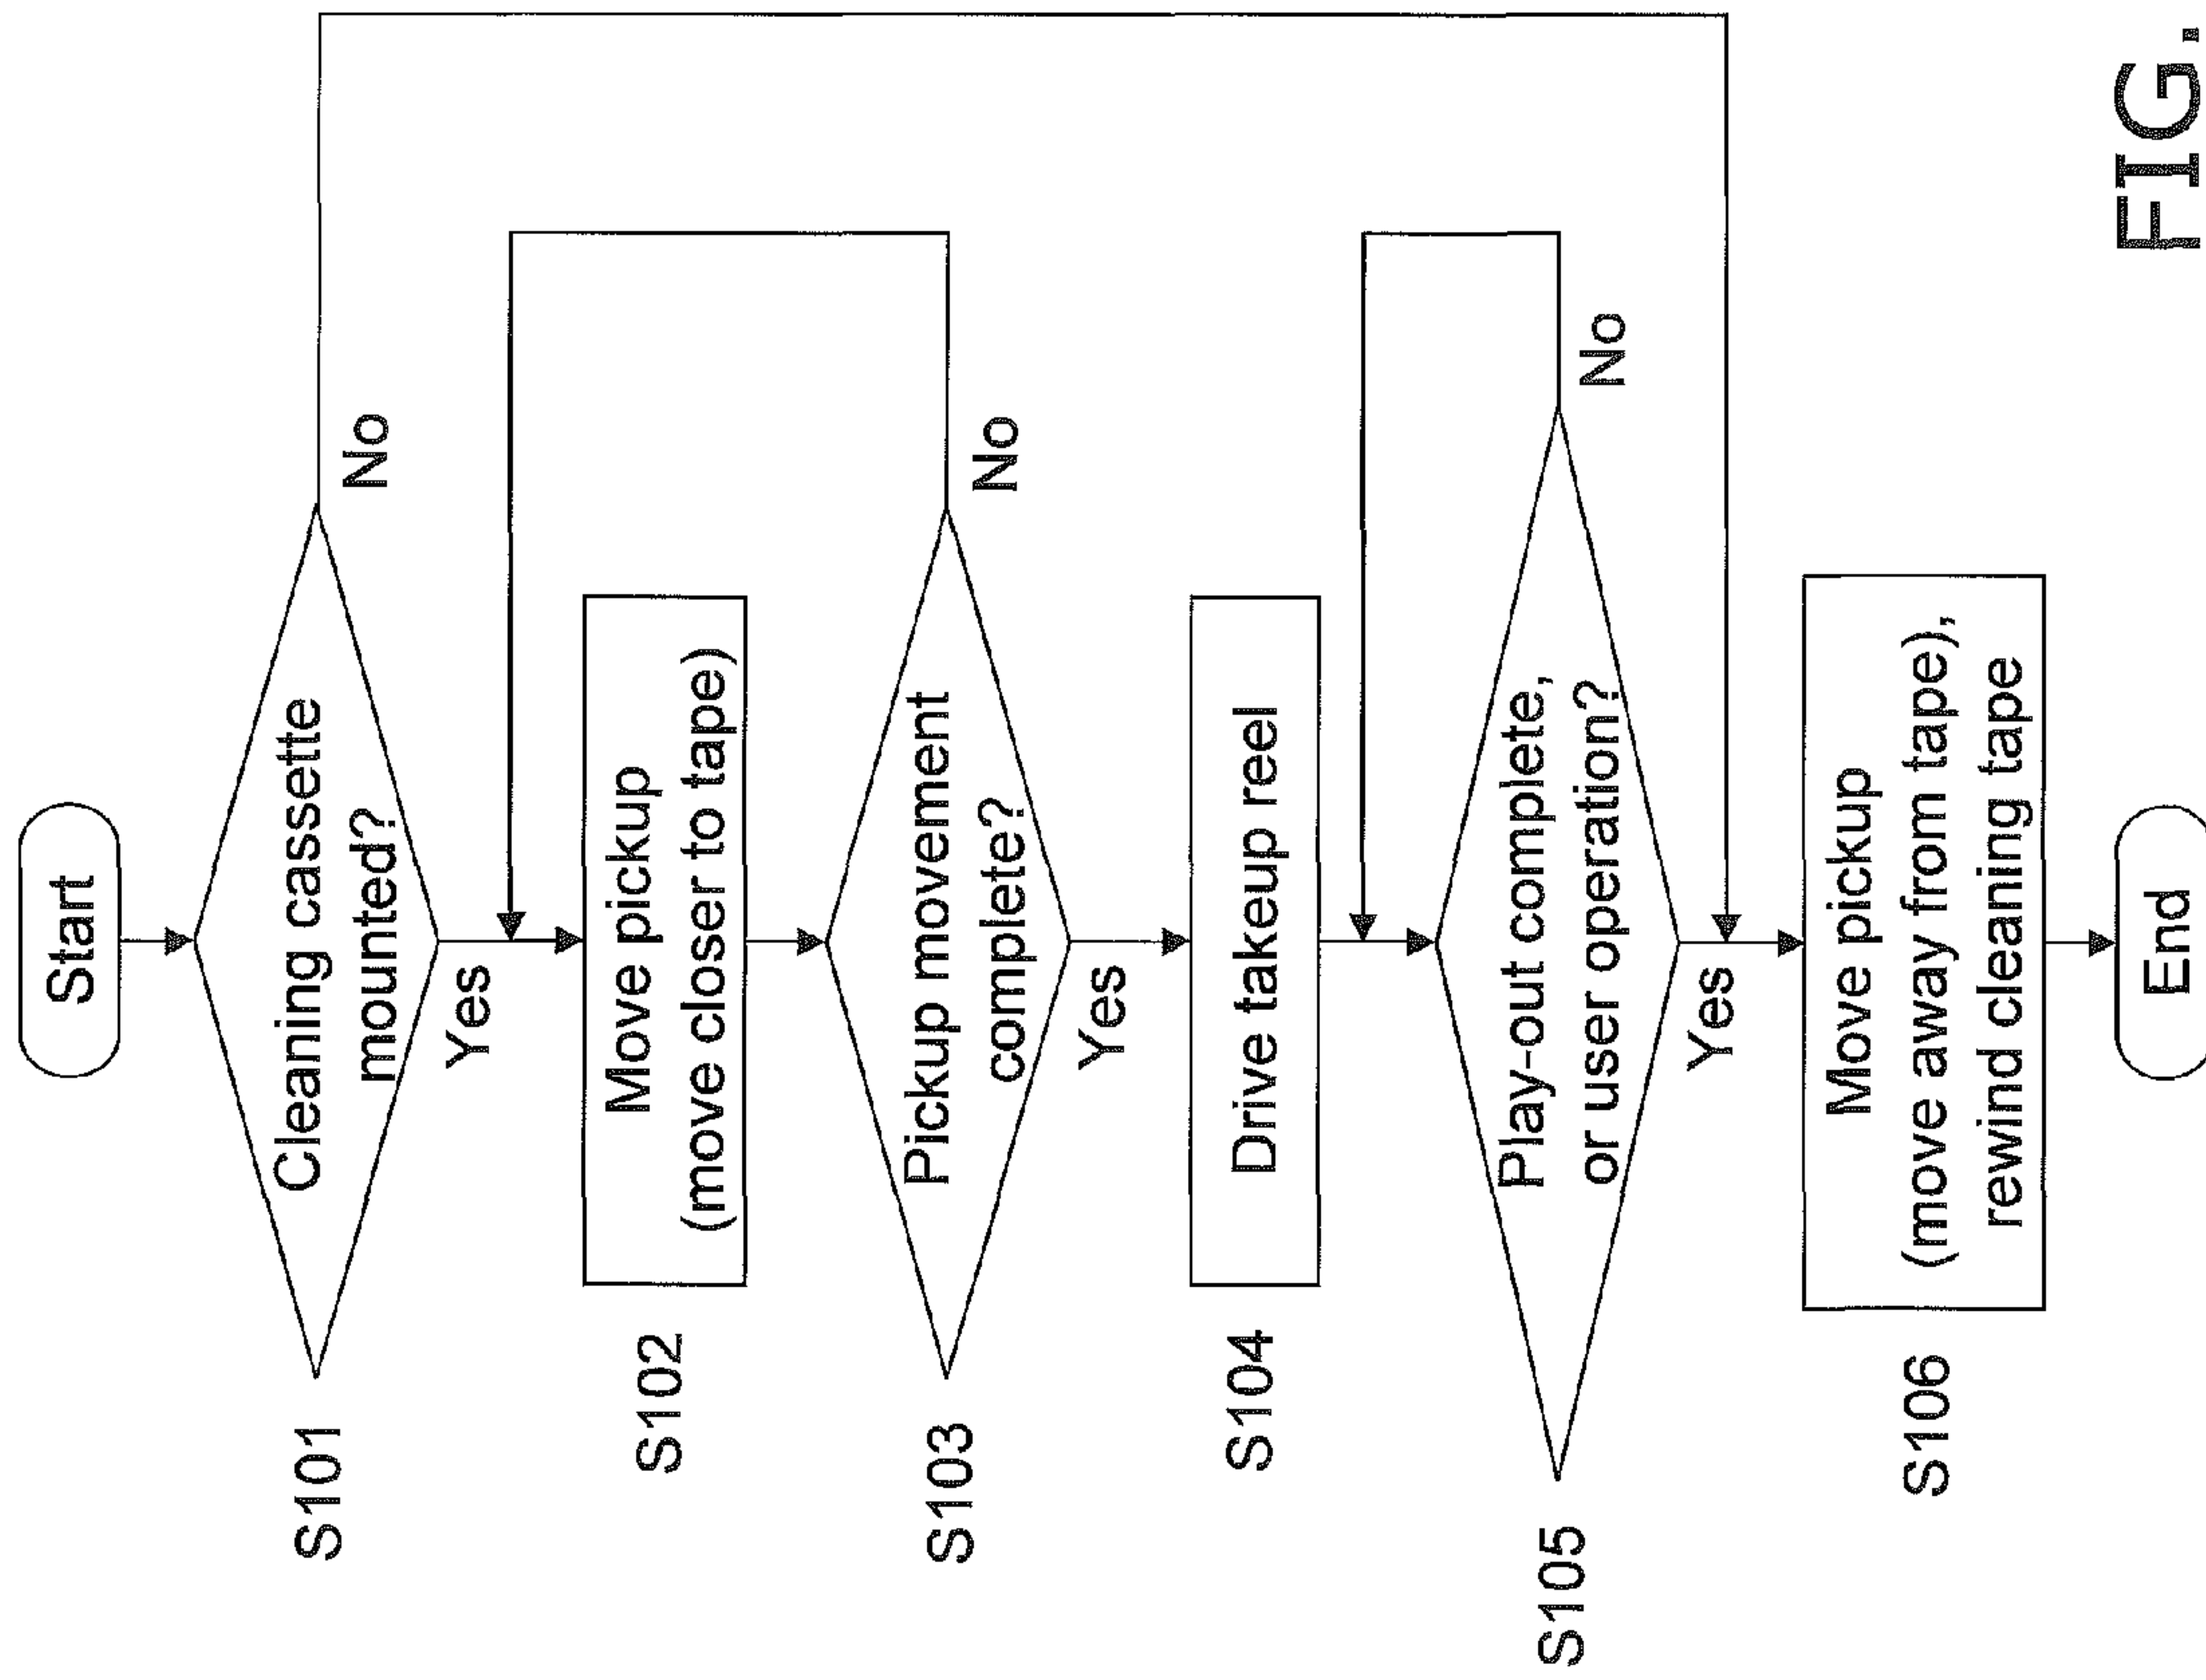 Start
S101
Cleaning cassette
mounted?
No
Yes
S102
Move pickup
(move closer to tape)
S103
Pickup movement
complete?
No
Yes
S104
Drive takeup reel
S105
Play-out complete,
or user operation?
No
Yes
S106
Move pickup
(move away from tape),
rewind cleaning tape
End
FIG.